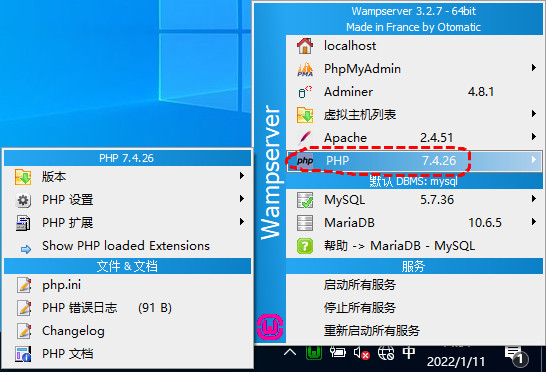 Wampserver 3.2.7 - 64bit
Made in France by Otomatic
localhost
PhpMyAdmin
Adminer 4.8.1
虚拟主机列表
Apache 2.4.51
php PHP 7.4.26
默认 DBMS: mysql
MySQL 5.7.36
MariaDB 10.6.5
帮助 -> MariaDB - MySQL
服务
启动所有服务
停止所有服务
重新启动所有服务
Wampserver
PHP 7.4.26
版本
PHP 设置
PHP 扩展
Show PHP loaded Extensions
文件 & 文档
php.ini
PHP 错误日志 (91 B)
Changelog
PHP 文档
中
2022/1/11
1